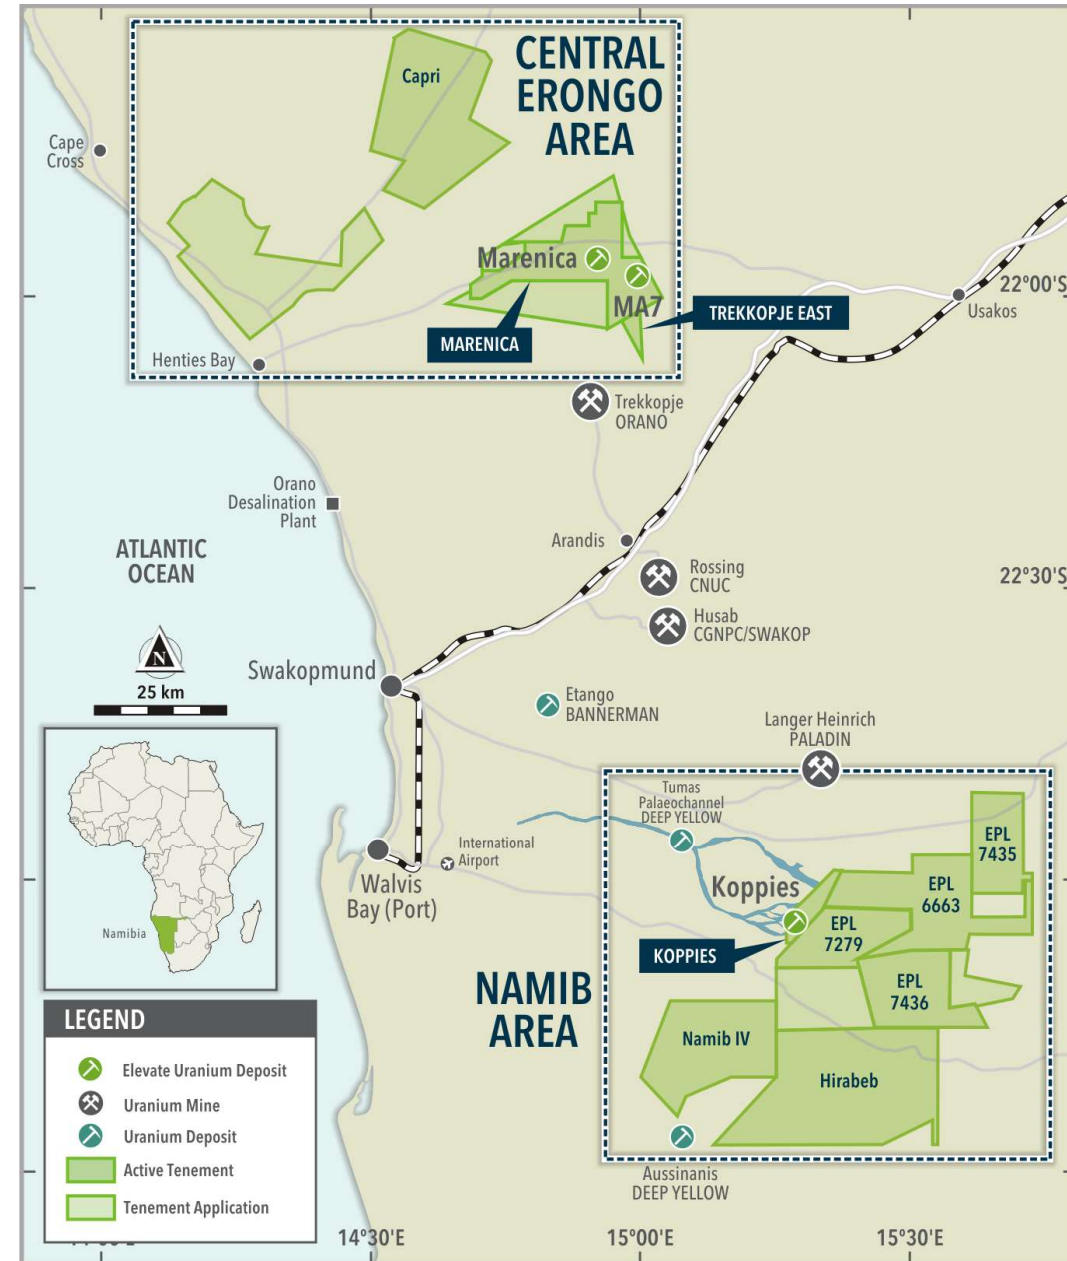 CENTRAL
ERONGO
AREA
Capri
Cape
Cross
Marenica
MA7
22°00'S
Usakos
TREKKOPJE EAST
MARENICA
Henties Bay
Trekkopje
ORANO
Orano
Desalination
Plant
Arandis
ATLANTIC
OCEAN
Rossing
CNUC
22°30'S
Husab
CGNPC/SWAKOP
N
25 km
Swakopmund
Etango
BANNERMAN
Langer Heinrich
PALADIN
Tumas
Palaeochannel
DEEP YELLOW
International
Airport
Walvis
Bay (Port)
Koppies
EPL
7435
EPL
6663
EPL
7279
KOPPIES
EPL
7436
Namibia
NAMIB
AREA
Namib IV
Hirabeb
Aussinanis
DEEP YELLOW
LEGEND
Elevate Uranium Deposit
Uranium Mine
Uranium Deposit
Active Tenement
Tenement Application
14°30'E
15°00'E
15°30'E